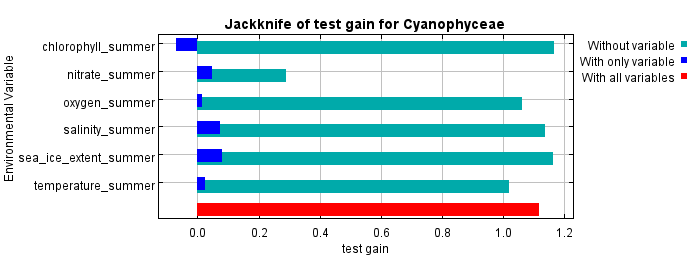 Jackknife of test gain for Cyanophyceae
Environmental Variable
chlorophyll_summer
nitrate_summer
oxygen_summer
salinity_summer
sea_ice_extent_summer
temperature_summer
0.0 0.2 0.4 0.6 0.8 1.0 1.2
test gain
Without variable
With only variable
With all variables